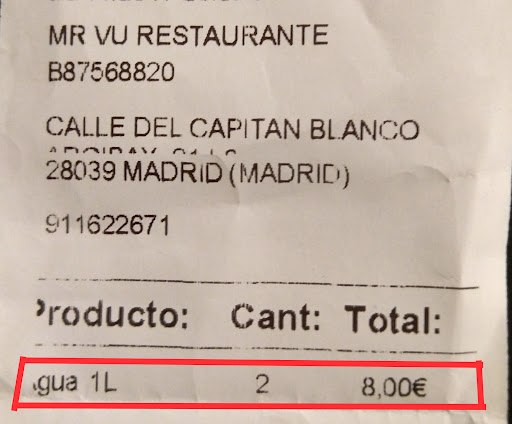 MR VU RESTAURANTE
B87568820
CALLE DEL CAPITAN BLANCO
28039 MADRID (MADRID)
911622671
Producto: Cant: Total:
Agua 1L 2 8,00€